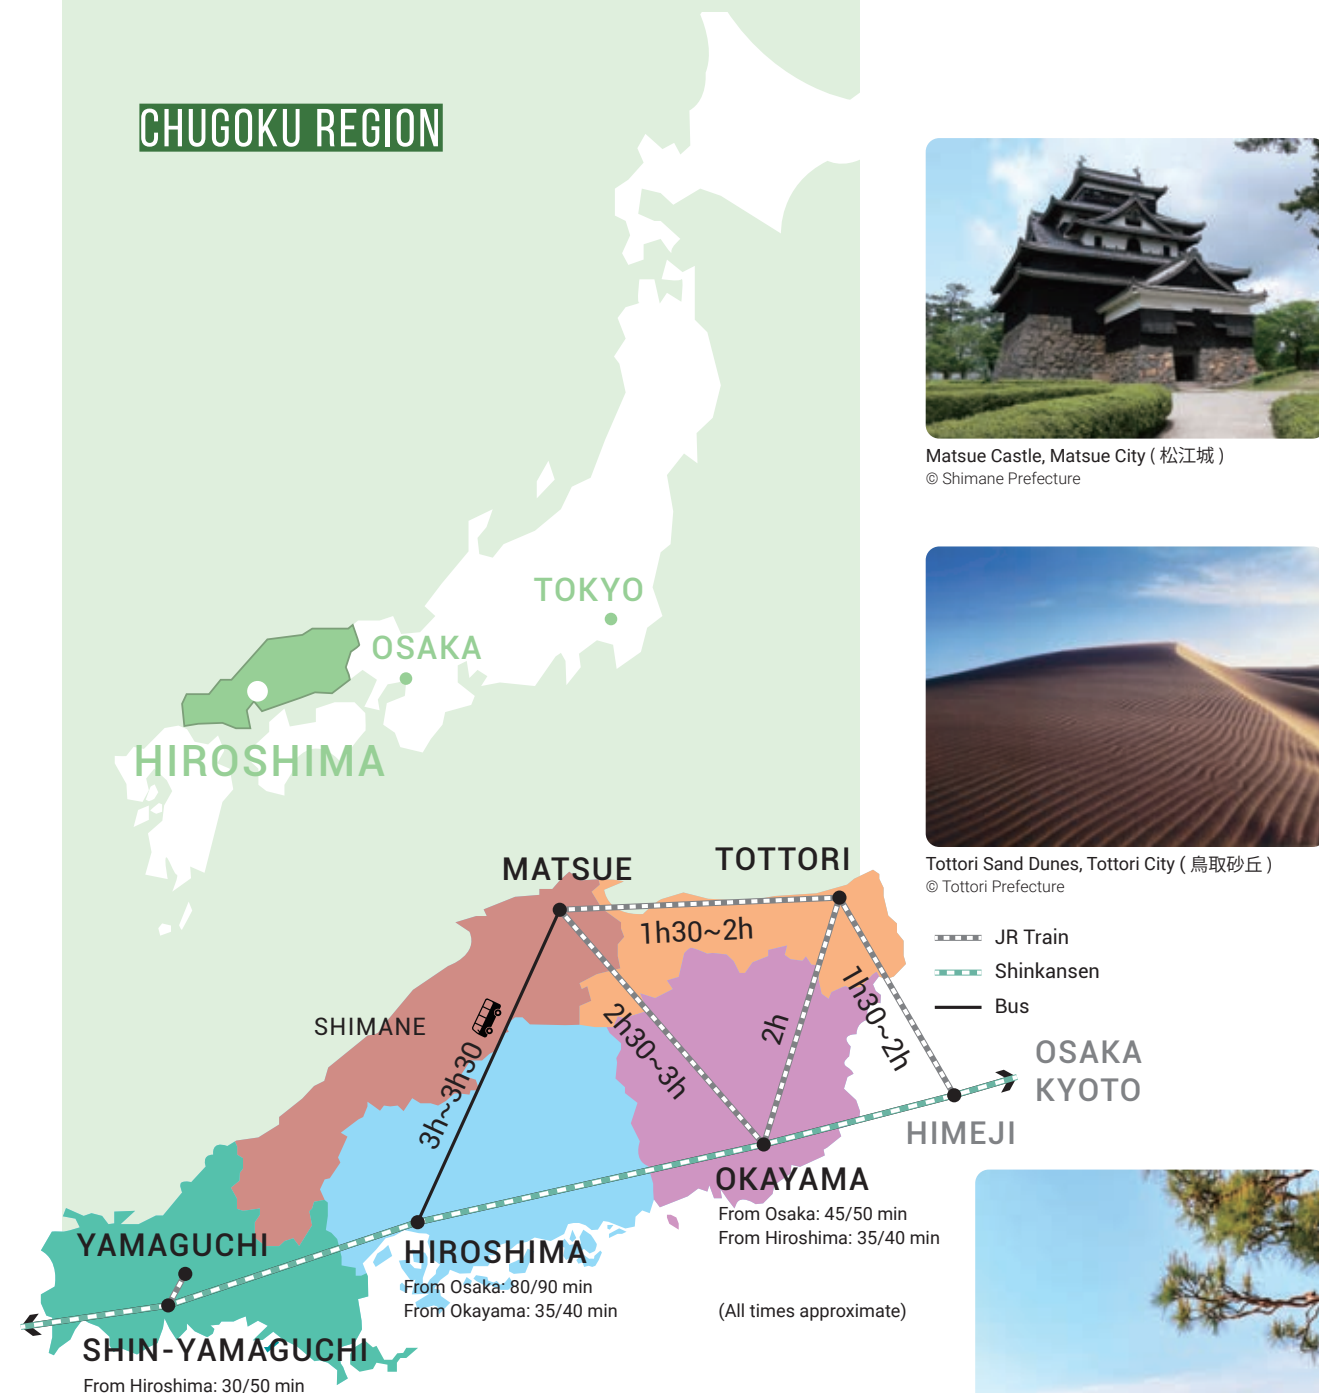 CHUGOKU REGION
TOKYO
OSAKA
HIROSHIMA
Matsue Castle, Matsue City ( 松江城 )
© Shimane Prefecture
Tottori Sand Dunes, Tottori City ( 鳥取砂丘 )
© Tottori Prefecture
JR Train
Shinkansen
Bus
MATSUE
TOTTORI
1h30~2h
SHIMANE
3h~3h30
2h30~3h
2h
1h30~2h
OSAKA
KYOTO
HIMEJI
OKAYAMA
From Osaka: 45/50 min
From Hiroshima: 35/40 min
(All times approximate)
HIROSHIMA
From Osaka: 80/90 min
From Okayama: 35/40 min
YAMAGUCHI
SHIN-YAMAGUCHI
From Hiroshima: 30/50 min